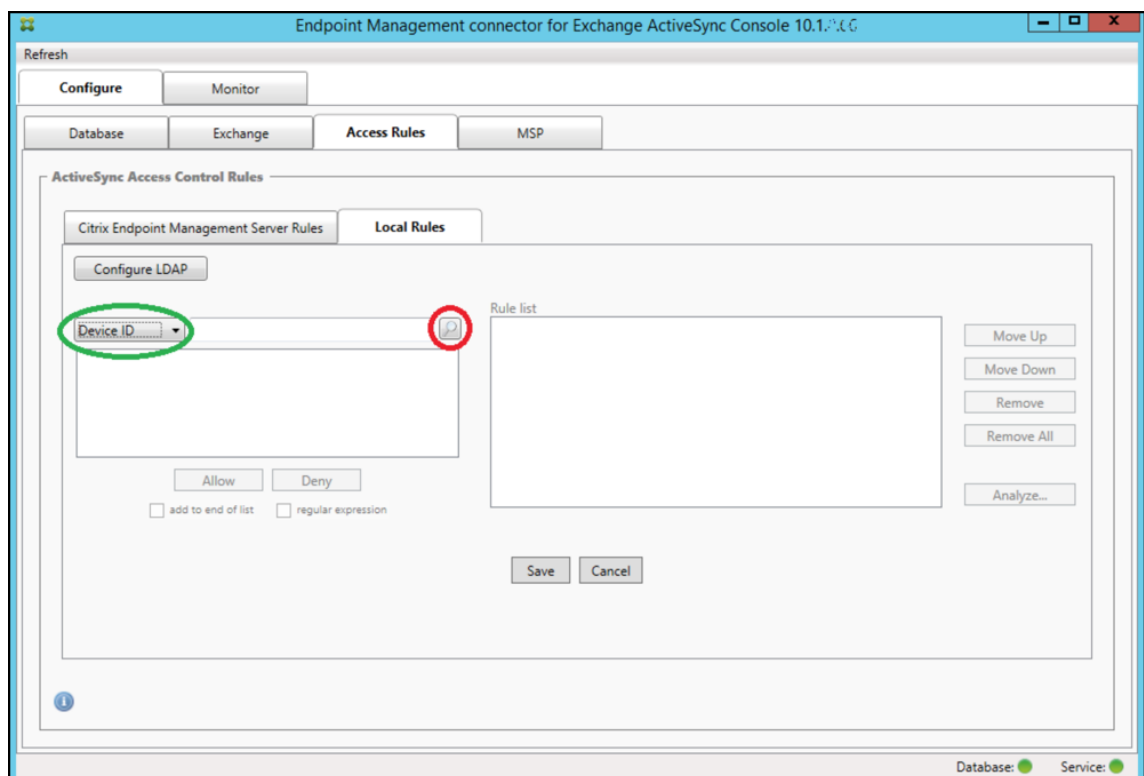 Endpoint Management connector for Exchange ActiveSync Console
Refresh
Configure Monitor
Database Exchange Access Rules MSP
ActiveSync Access Control Rules
Citrix Endpoint Management Server Rules Local Rules
Configure LDAP
Rule list
Device ID
Move Up
Move Down
Remove
Remove All
Allow Deny
Analyze...
add to end of list regular expression
Save Cancel
Database: Service: